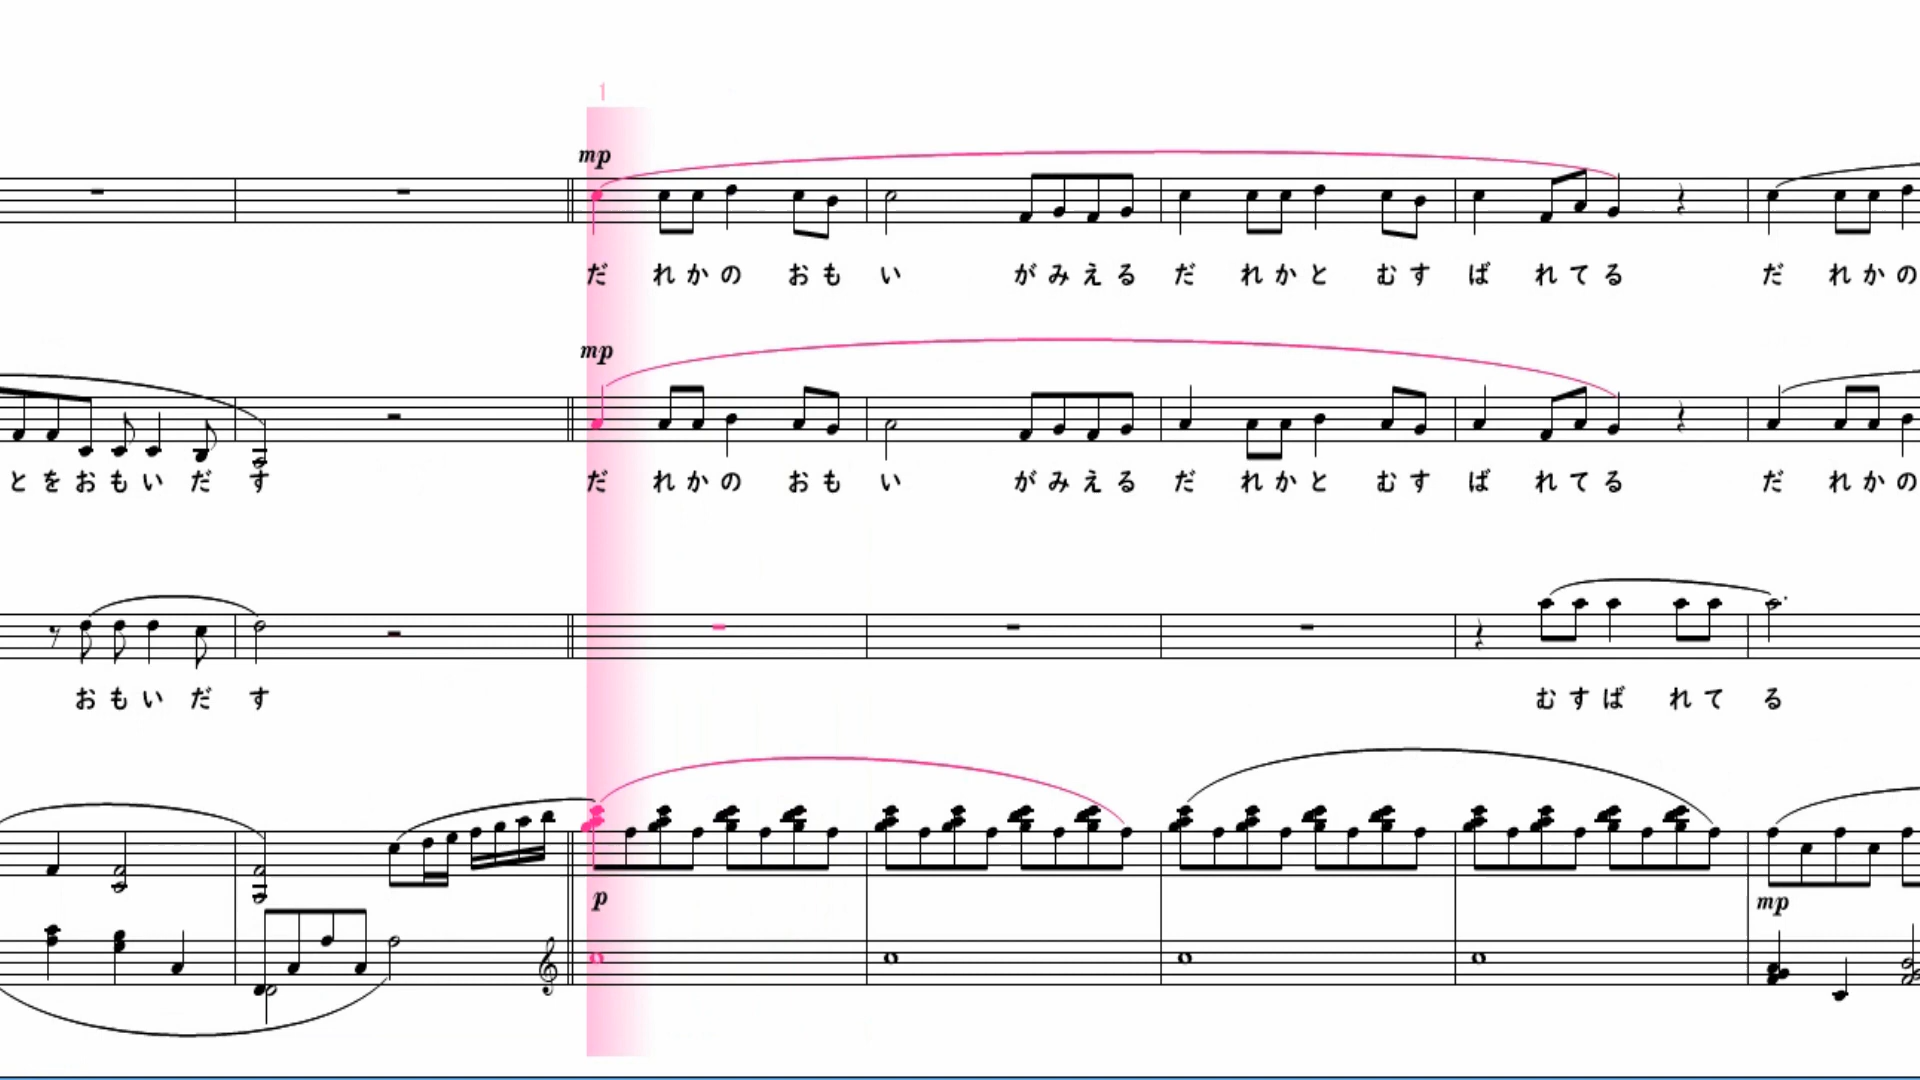 1
mp
だ れ か の お も い が み え る だ れ か と む す ば れ て る だ れ か の
mp
と を お も い だ す だ れ か の お も い が み え る だ れ か と む す ば れ て る だ れ か の
お も い だ す む す ば れ て る
p mp